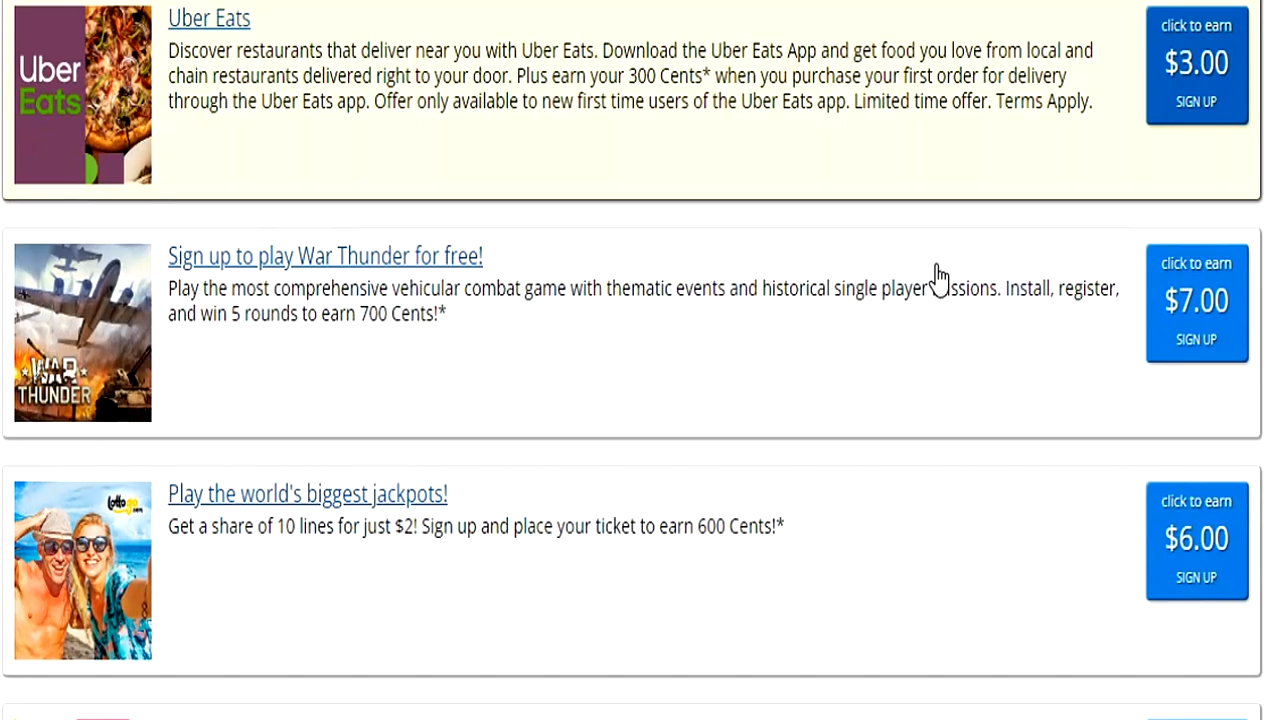 Uber Eats
Uber
Eats
Discover restaurants that deliver near you with Uber Eats. Download the Uber Eats App and get food you love from local and
chain restaurants delivered right to your door. Plus earn your 300 Cents* when you purchase your first order for delivery
through the Uber Eats app. Offer only available to new first time users of the Uber Eats app. Limited time offer. Terms Apply.
click to earn
$3.00
SIGN UP
Sign up to play War Thunder for free!
Play the most comprehensive vehicular combat game with thematic events and historical single player missions. Install, register,
and win 5 rounds to earn 700 Cents!*
WAR
THUNDER
click to earn
$7.00
SIGN UP
Play the world's biggest jackpots!
Get a share of 10 lines for just $2! Sign up and place your ticket to earn 600 Cents!*
click to earn
$6.00
SIGN UP